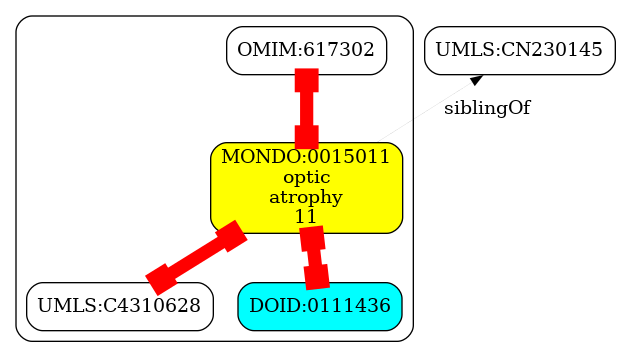 OMIM:617302
UMLS:CN230145
siblingOf
MONDO:0015011
optic
atrophy
11
UMLS:C4310628
DOID:0111436